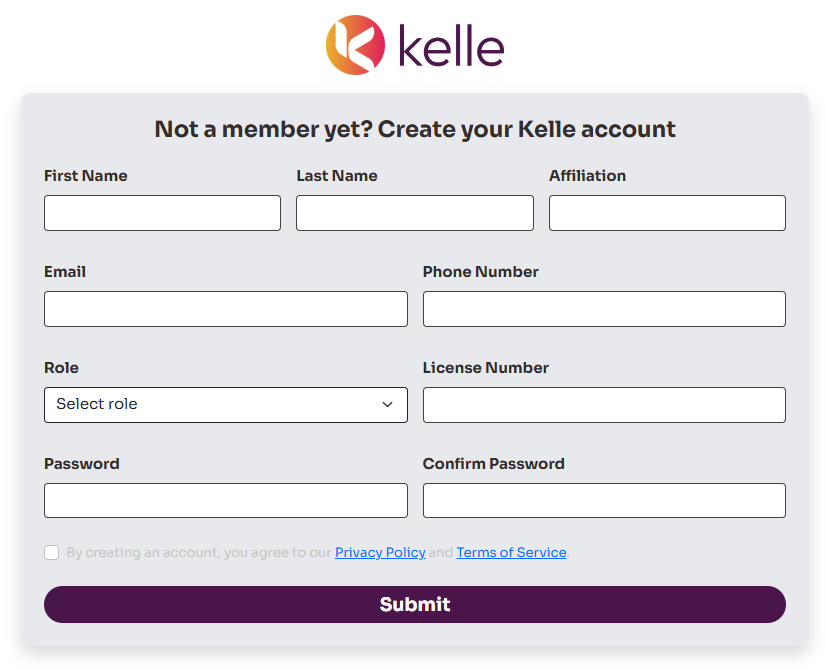 kelle
Not a member yet? Create your Kelle account
First Name Last Name Affiliation
Email Phone Number
Role License Number
Select role
Password Confirm Password
By creating an account, you agree to our Privacy Policy and Terms of Service.
Submit